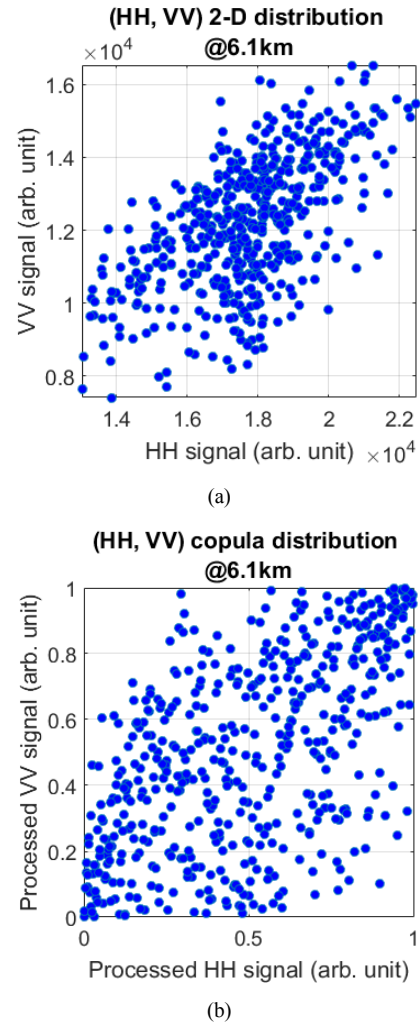 (HH, VV) 2-D distribution
@6.1km
×10⁴
1.6
1.4
1.2
1
0.8
VV signal (arb. unit)
1.4 1.6 1.8 2 2.2
HH signal (arb. unit) ×10⁴
(a)
(HH, VV) copula distribution
@6.1km
1
0.8
0.6
0.4
0.2
0
Processed VV signal (arb. unit)
0 0.5 1
Processed HH signal (arb. unit)
(b)